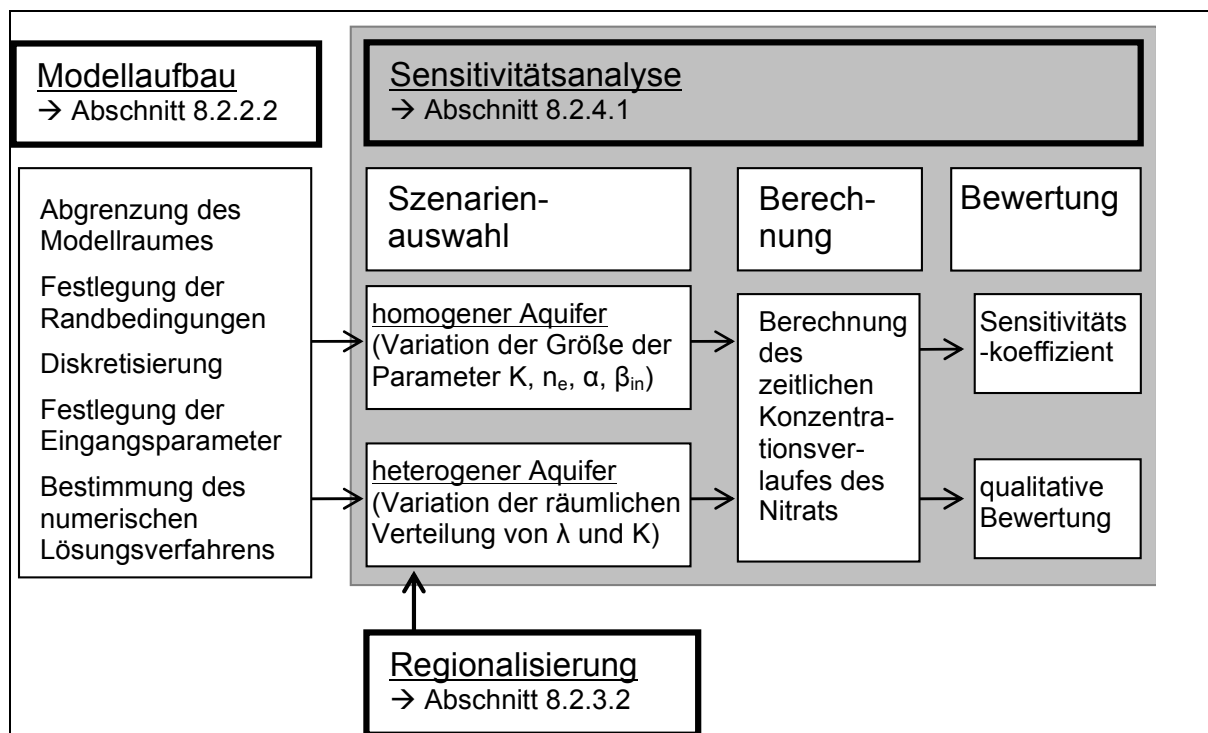 Modellaufbau
→ Abschnitt 8.2.2.2
Abgrenzung des
Modellraumes
Festlegung der
Randbedingungen
Diskretisierung
Festlegung der
Eingangsparameter
Bestimmung des
numerischen
Lösungsverfahrens
Sensitivitätsanalyse
→ Abschnitt 8.2.4.1
Szenarien-
auswahl
homogener Aquifer
(Variation der Größe der
Parameter K, nₑ, α, βᵢₙ)
heterogener Aquifer
(Variation der räumlichen
Verteilung von λ und K)
Berech-
nung
Berechnung
des
zeitlichen
Konzentra-
tionsver-
laufes des
Nitrats
Bewertung
Sensitivitäts
-koeffizient
qualitative
Bewertung
Regionalisierung
→ Abschnitt 8.2.3.2